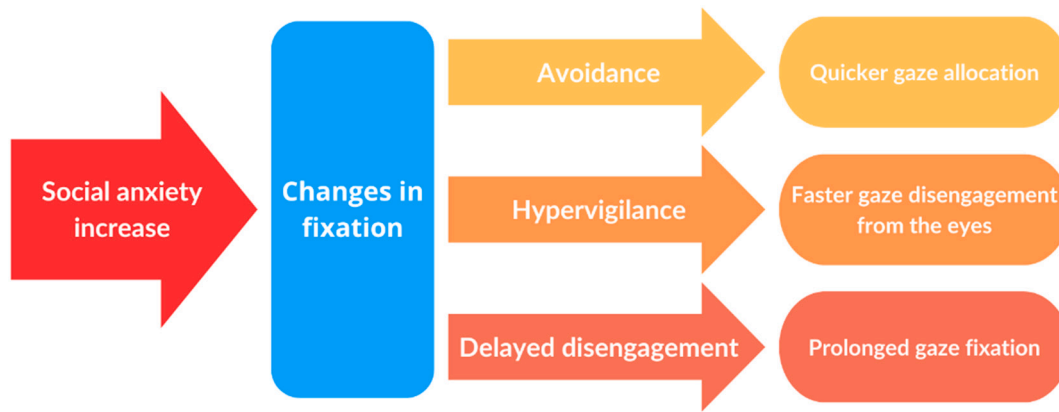 Social anxiety
increase
Changes in
fixation
Avoidance
Quicker gaze allocation
Hypervigilance
Faster gaze disengagement
from the eyes
Delayed disengagement
Prolonged gaze fixation